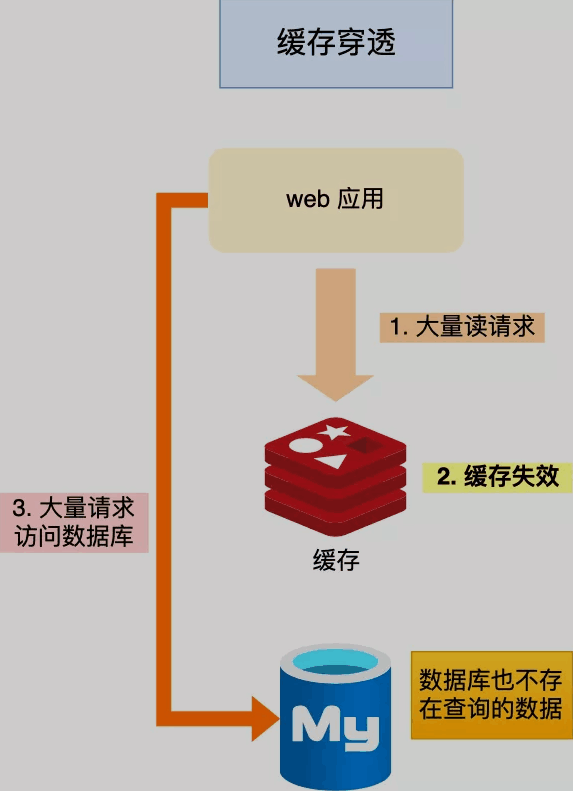 缓存穿透
web 应用
1. 大量读请求
2. 缓存失效
3. 大量请求
访问数据库
缓存
My
数据库也不存
在查询的数据